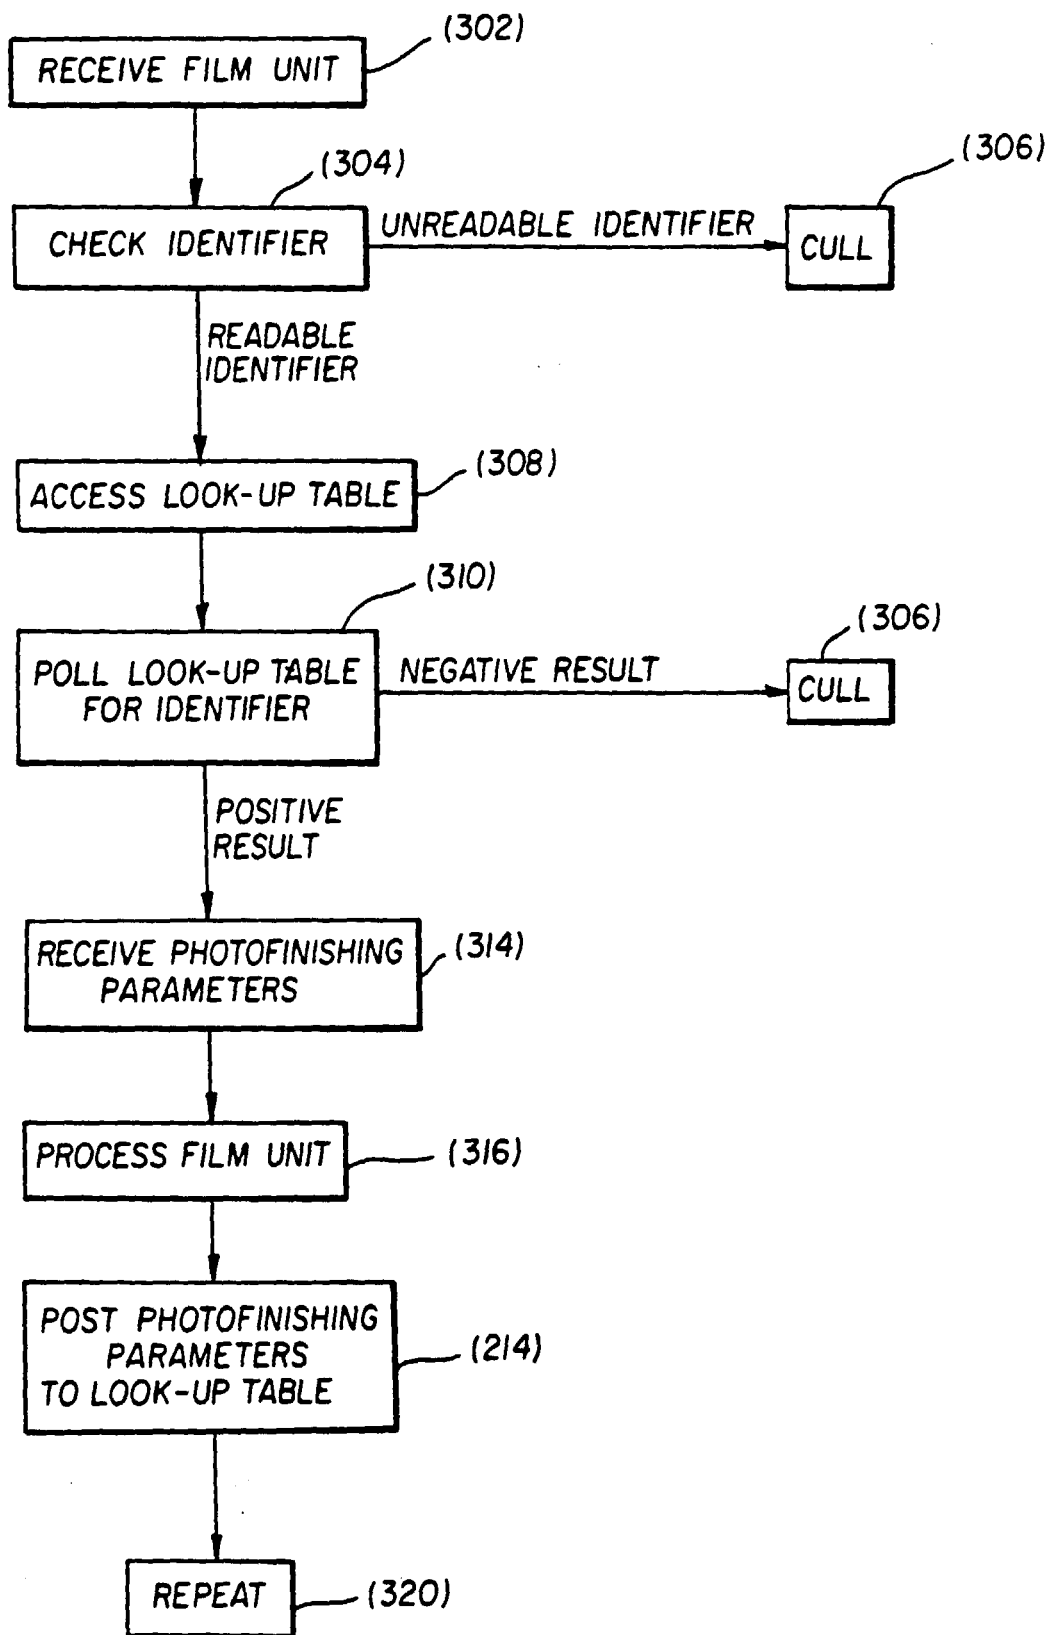 (302)
RECEIVE FILM UNIT
(304)
(306)
CHECK IDENTIFIER
UNREADABLE IDENTIFIER
CULL
READABLE
IDENTIFIER
(308)
ACCESS LOOK-UP TABLE
(310)
(306)
POLL LOOK-UP TABLE
FOR IDENTIFIER
NEGATIVE RESULT
CULL
POSITIVE
RESULT
RECEIVE PHOTOFINISHING
PARAMETERS
(314)
PROCESS FILM UNIT
(316)
POST PHOTOFINISHING
PARAMETERS
TO LOOK-UP TABLE
(214)
REPEAT
(320)